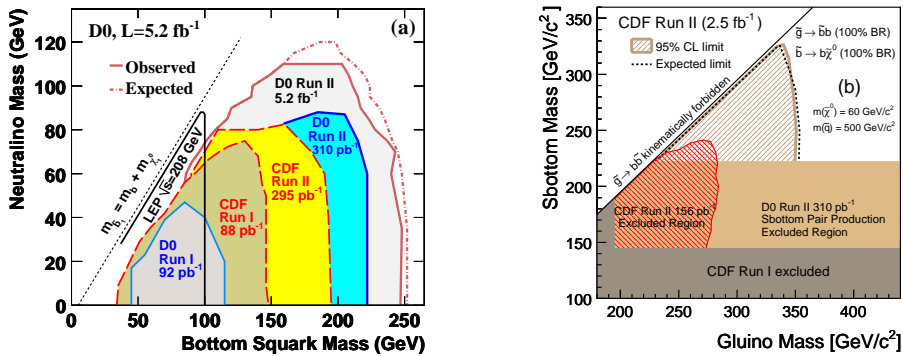 D0, L=5.2 fb⁻¹
(a)
Observed
Expected
D0 Run II
5.2 fb⁻¹
D0
Run II
310 pb⁻¹
CDF
Run II
295 pb⁻¹
CDF
Run I
88 pb⁻¹
D0
Run I
92 pb⁻¹
LEP √s=208 GeV
m_b̃₁ = m_b + m_χ̃₁⁰
Neutralino Mass (GeV)
120
100
80
60
40
20
0
0
50
100
150
200
250
Bottom Squark Mass (GeV)
CDF Run II (2.5 fb⁻¹)
95% CL limit
Expected limit
g̃ → b̃b (100% BR)
b̃ → bχ̃⁰ (100% BR)
(b)
m(χ̃⁰) = 60 GeV/c²
m(q̃) = 500 GeV/c²
g̃ → b̃b kinematically forbidden
CDF Run II 156 pb⁻¹
Excluded Region
D0 Run II 310 pb⁻¹
Sbottom Pair Production
Excluded Region
CDF Run I excluded
Sbottom Mass [GeV/c²]
350
300
250
200
150
100
200
250
300
350
400
Gluino Mass [GeV/c²]